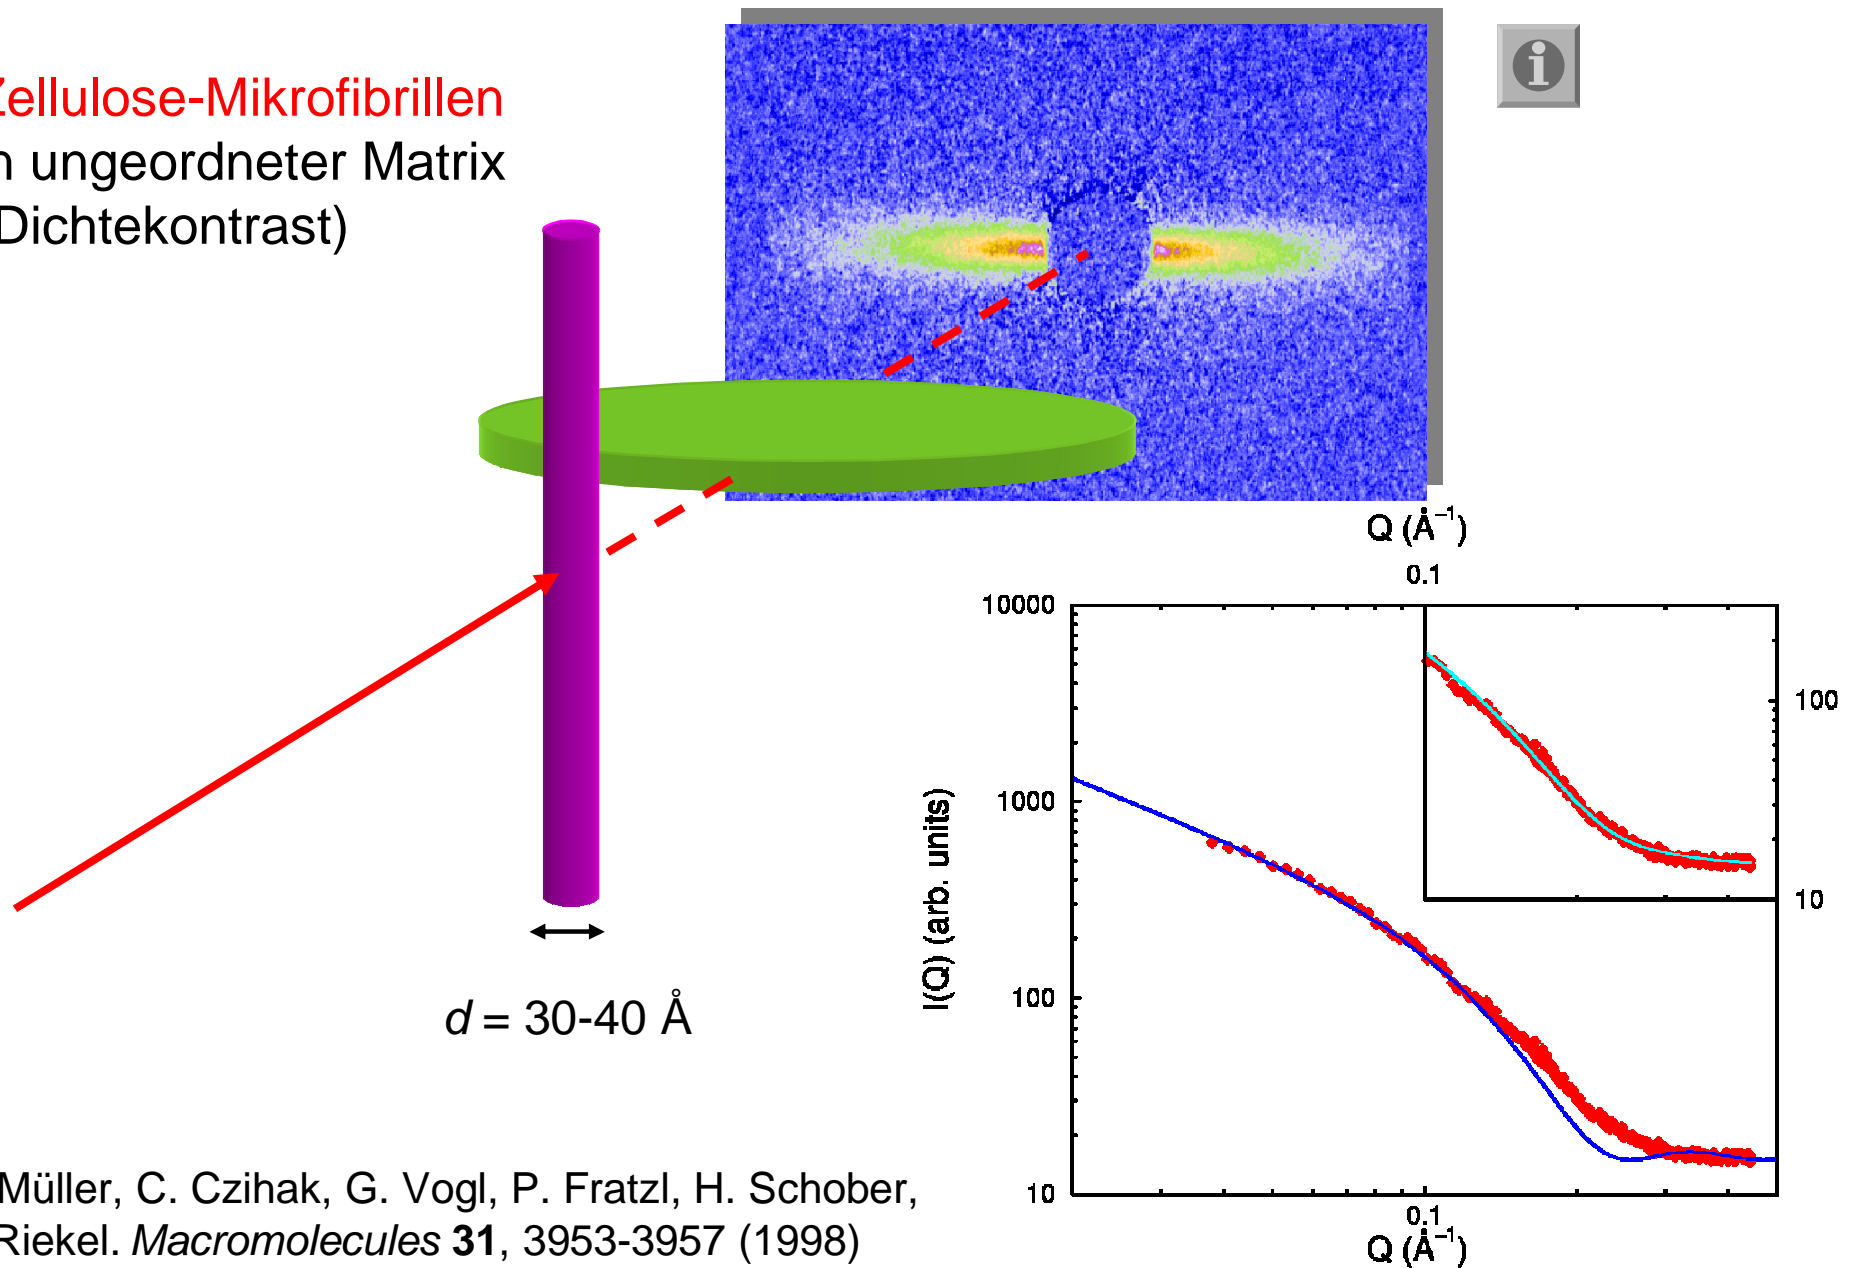 Zellulose-Mikrofibrillen
n ungeordneter Matrix
Dichtekontrast)
d = 30-40 Å
Q (Å⁻¹)
0.1
10000
1000
100
10
I(Q) (arb. units)
100
10
0.1
Q (Å⁻¹)
Müller, C. Czihak, G. Vogl, P. Fratzl, H. Schober,
Riekel. Macromolecules 31, 3953-3957 (1998)